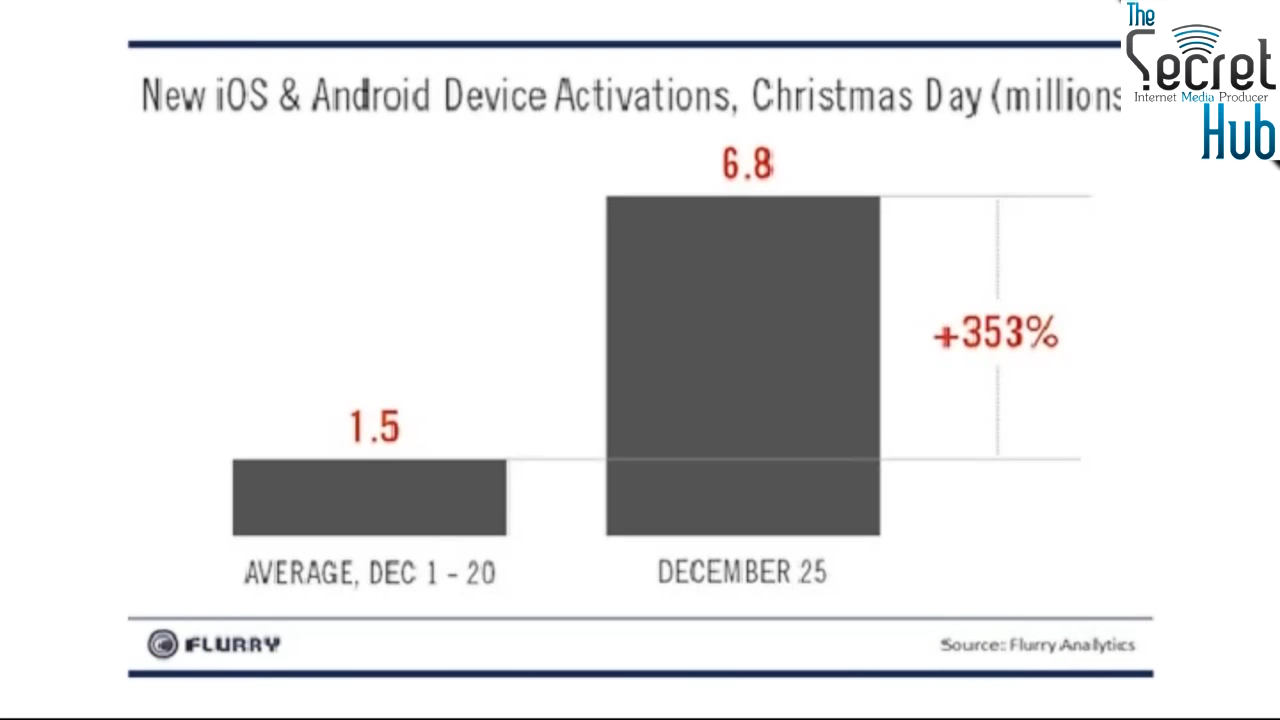 The
Secret
Internet Media Producer
Hub
New iOS & Android Device Activations, Christmas Day (millions
6.8
+353%
1.5
AVERAGE, DEC 1 - 20
DECEMBER 25
FLURRY
Source: Flurry Analytics